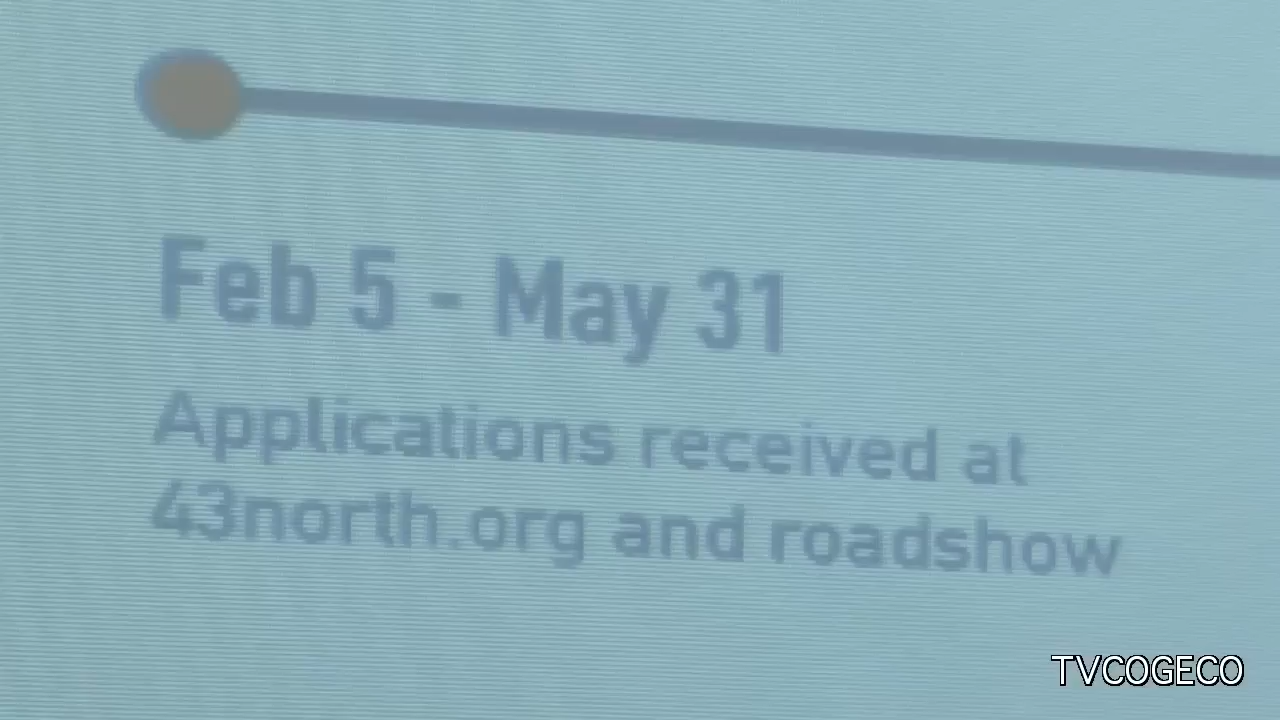 Feb 5 - May 31
Applications received at
43north.org and roadshow
TVCOGECO